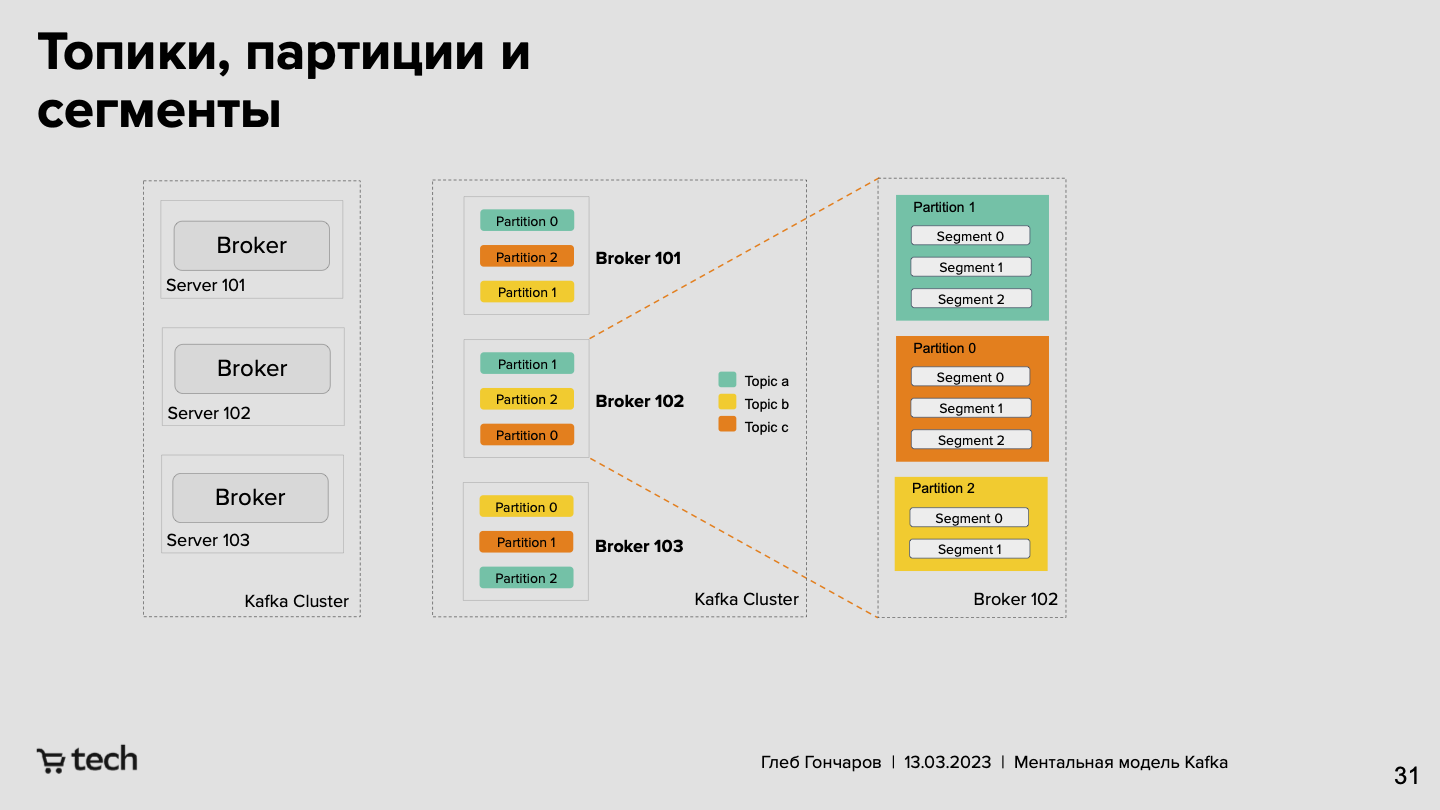 Топики, партиции и
сегменты
Broker
Server 101
Broker
Server 102
Broker
Server 103
Kafka Cluster
Partition 0
Partition 2
Partition 1
Broker 101
Partition 1
Partition 2
Partition 0
Broker 102
Partition 0
Partition 1
Partition 2
Broker 103
Topic a
Topic b
Topic c
Kafka Cluster
Partition 1
Segment 0
Segment 1
Segment 2
Partition 0
Segment 0
Segment 1
Segment 2
Partition 2
Segment 0
Segment 1
Broker 102
tech
Глеб Гончаров | 13.03.2023 | Ментальная модель Kafka
31